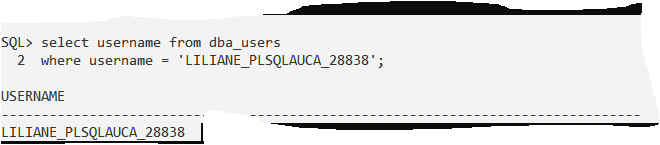 SQL> select username from dba_users
  2  where username = 'LILIANE_PLSQLAUCA_28838';
USERNAME
--------------------------------------------------------------------------------
LILIANE_PLSQLAUCA_28838